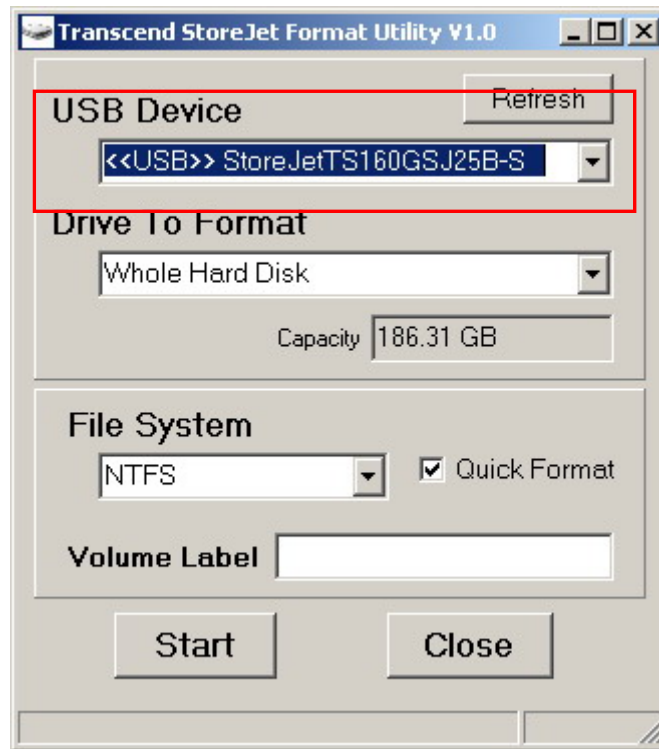 Transcend StoreJet Format Utility V1.0
Refresh
USB Device
<<USB>> StoreJetTS160GSJ25B-S
Drive To Format
Whole Hard Disk
Capacity 186.31 GB
File System
NTFS
Quick Format
Volume Label
Start Close